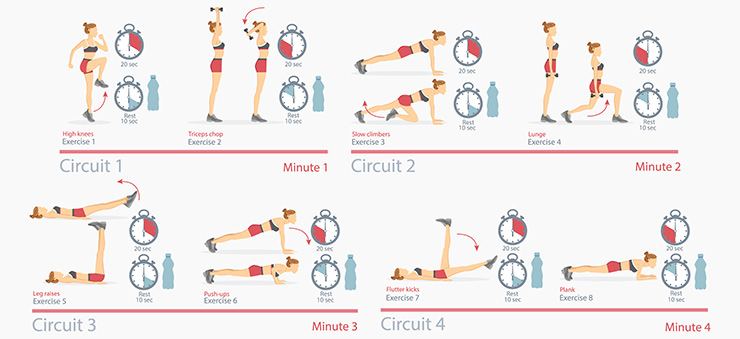 20 sec
Rest
10 sec
High knees
Exercise 1
20 sec
Rest
10 sec
Triceps chop
Exercise 2
Circuit 1
Minute 1
20 sec
Rest
10 sec
Slow climbers
Exercise 3
20 sec
Rest
10 sec
Lunge
Exercise 4
Circuit 2
Minute 2
20 sec
Rest
10 sec
Leg raises
Exercise 5
20 sec
Rest
10 sec
Push-ups
Exercise 6
Circuit 3
Minute 3
20 sec
Rest
10 sec
Flutter kicks
Exercise 7
20 sec
Rest
10 sec
Plank
Exercise 8
Circuit 4
Minute 4